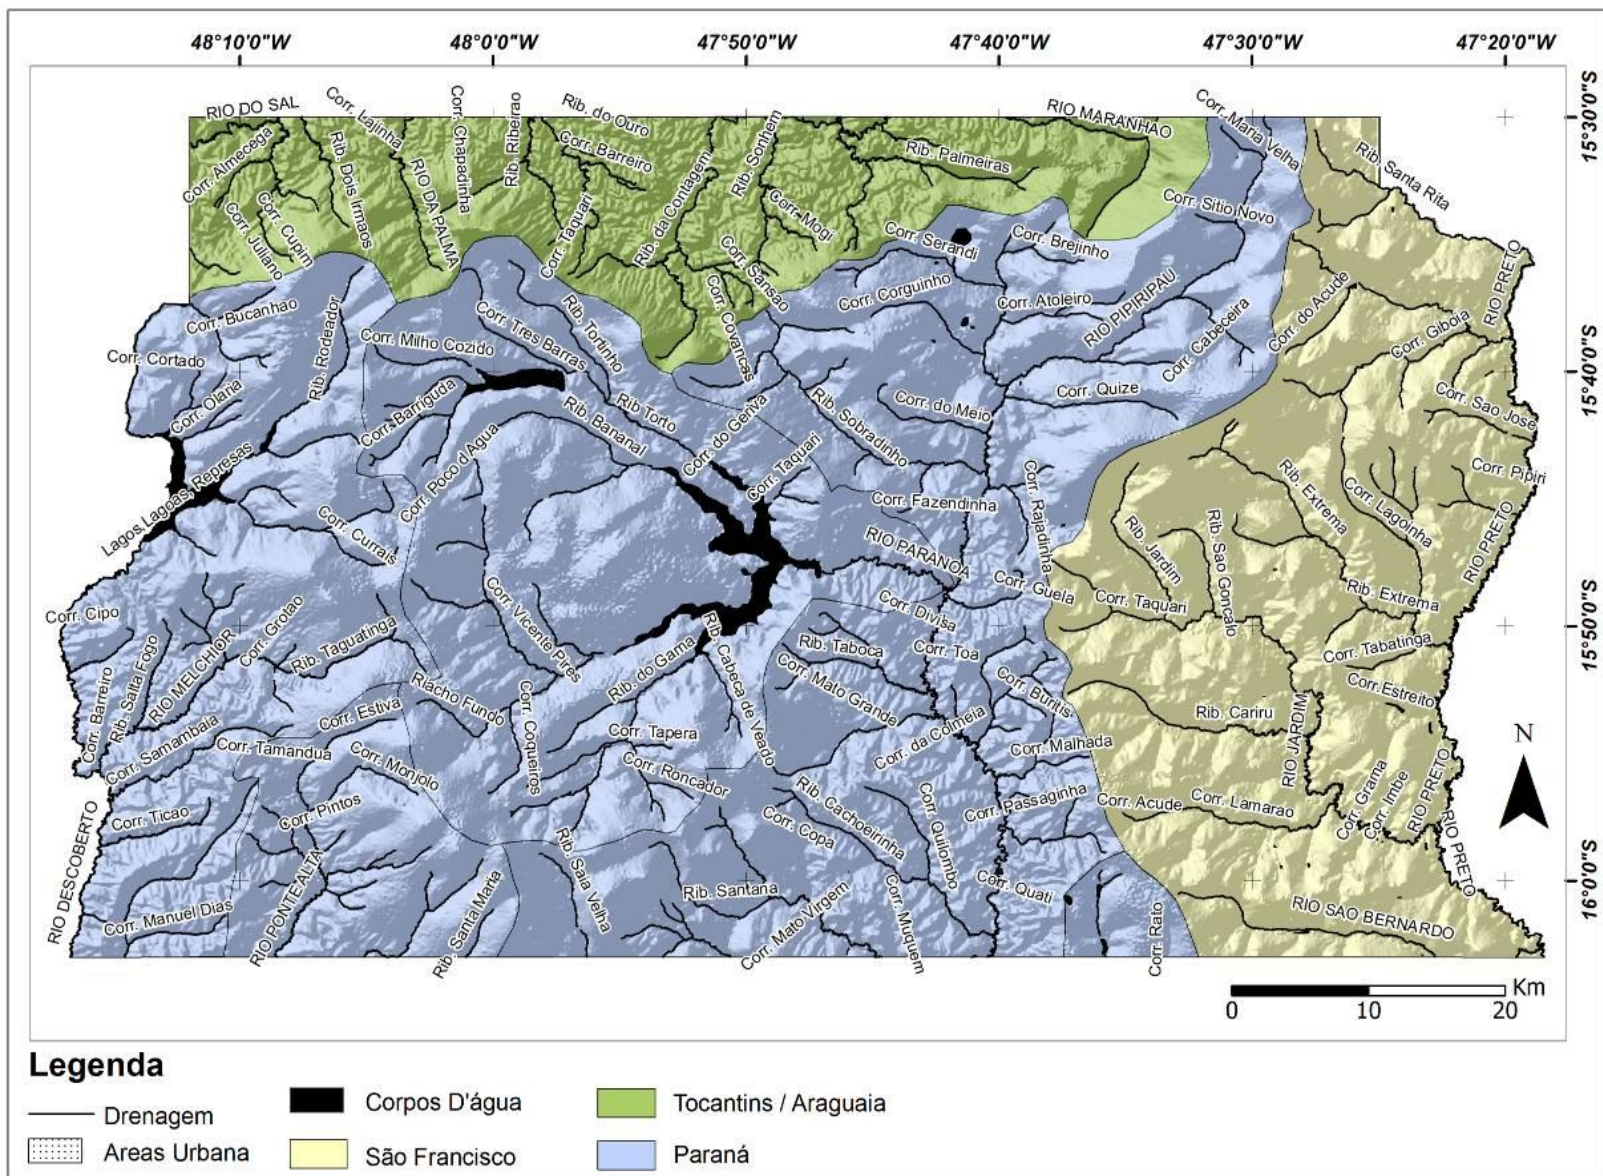 48°10'0"W
48°0'0"W
47°50'0"W
47°40'0"W
47°30'0"W
47°20'0"W
15°30'0"S
15°40'0"S
15°50'0"S
16°0'0"S
RIO DO SAL
Corr. Lajinha
Corr. Chapadinha
Rib. Ribeirao
Rib. do Ouro
Rib. Sonhem
RIO MARANHAO
Corr. Maria Velha
Corr. Almecega
Rib. Dois Irmaos
Corr. Barreiro
Rib. Palmeiras
Rib. Santa Rita
Corr. Juliano
Corr. Cupim
RIO DA PALMA
Corr. Taquari
Rib. da Contagem
Corr. Mogi
Corr. Sitio Novo
Corr. Sansao
Corr. Serandi
Corr. Brejinho
RIO PRETO
Corr. Bucanhao
Rib. Rodeador
Corr. Tres Barras
Rib. Tortinho
Corr. Covancas
Corr. Corguinho
Corr. Atoleiro
RIO PIPIRIPAU
Corr. do Acude
Corr. Giboia
Corr. Cortado
Corr. Milho Cozido
Corr. Cabeceira
Corr. Olaria
Corr. Barriguda
Rib. Bananal
Rib Torto
Corr. do Geriva
Rib. Sobradinho
Corr. do Meio
Corr. Quize
Corr. Sao Jose
Corr. Poco d Agua
Corr. Taquari
Lagos, Lagoas, Represas
Corr. Pipiri
Corr. Fazendinha
Corr. Rajadinha
Rib. Extrema
Corr. Lagoinha
Corr. Currais
RIO PARANOA
Rib. Jardim
Rib. Sao Goncalo
RIO PRETO
Corr. Cipo
Corr. Vicente Pires
Corr. Guela
Corr. Taquari
Rib. Extrema
Corr. Divisa
Corr. Grotao
Rib. Taguatinga
Rib. Salta Fogo
RIO MELCHIOR
Rib. do Gama
Rib. Cabeca de Veado
Rib. Taboca
Corr. Toa
Corr. Tabatinga
Corr. Barreiro
Riacho Fundo
Corr. Mato Grande
Corr. Buritis
Corr. Estreito
Corr. Samambaia
Corr. Estiva
Corr. Coqueiros
Corr. Tapera
Corr. da Colmeia
Rib. Cariru
RIO JARDIM
Corr. Tamandua
Corr. Monjolo
Corr. Roncador
Corr. Malhada
Corr. Ticao
Corr. Pintos
Rib. Cachoeirinha
Corr. Copa
Corr. Quilombo
Corr. Passaginha
Corr. Acude
Corr. Lamarao
Corr. Grama
Corr. Imbe
RIO PRETO
RIO PRETO
RIO DESCOBERTO
Corr. Manuel Dias
RIO PONTE ALTA
Rib. Santa Maria
Rib. Saia Velha
Rib. Santana
Corr. Mato Virgem
Corr. Muquem
Corr. Quati
Corr. Rato
RIO SAO BERNARDO
N
Km
0 10 20
Legenda
Drenagem
Areas Urbana
Corpos D'água
São Francisco
Tocantins / Araguaia
Paraná